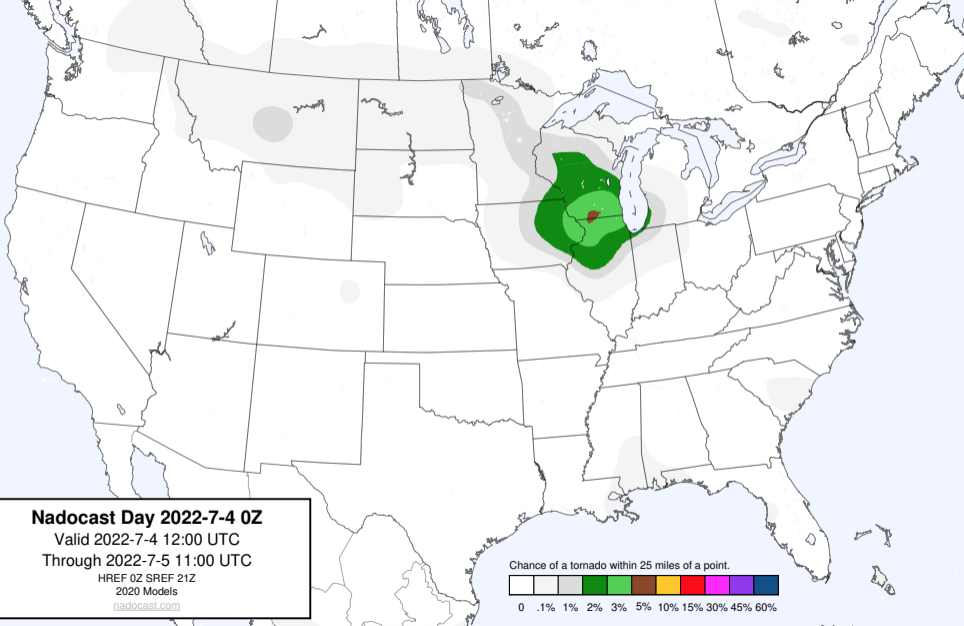 Nadocast Day 2022-7-4 0Z
Valid 2022-7-4 12:00 UTC
Through 2022-7-5 11:00 UTC
HREF 0Z SREF 21Z
2020 Models
nadocast.com
Chance of a tornado within 25 miles of a point.
0 .1% 1% 2% 3% 5% 10% 15% 30% 45% 60%